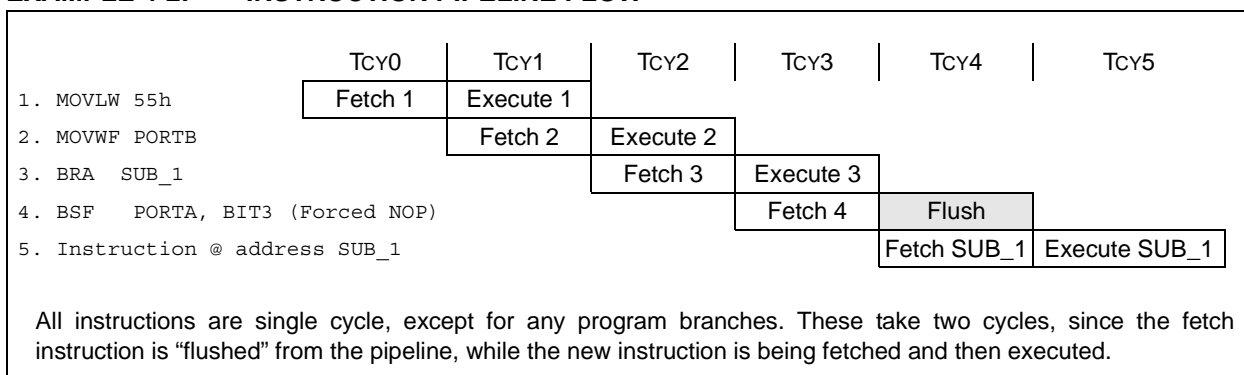 EXAMPLE 4-2: INSTRUCTION PIPELINE FLOW
TCY0 TCY1 TCY2 TCY3 TCY4 TCY5
1. MOVLW 55h Fetch 1 Execute 1
2. MOVWF PORTB Fetch 2 Execute 2
3. BRA SUB_1 Fetch 3 Execute 3
4. BSF PORTA, BIT3 (Forced NOP) Fetch 4 Flush
5. Instruction @ address SUB_1 Fetch SUB_1 Execute SUB_1
All instructions are single cycle, except for any program branches. These take two cycles, since the fetch
instruction is “flushed” from the pipeline, while the new instruction is being fetched and then executed.